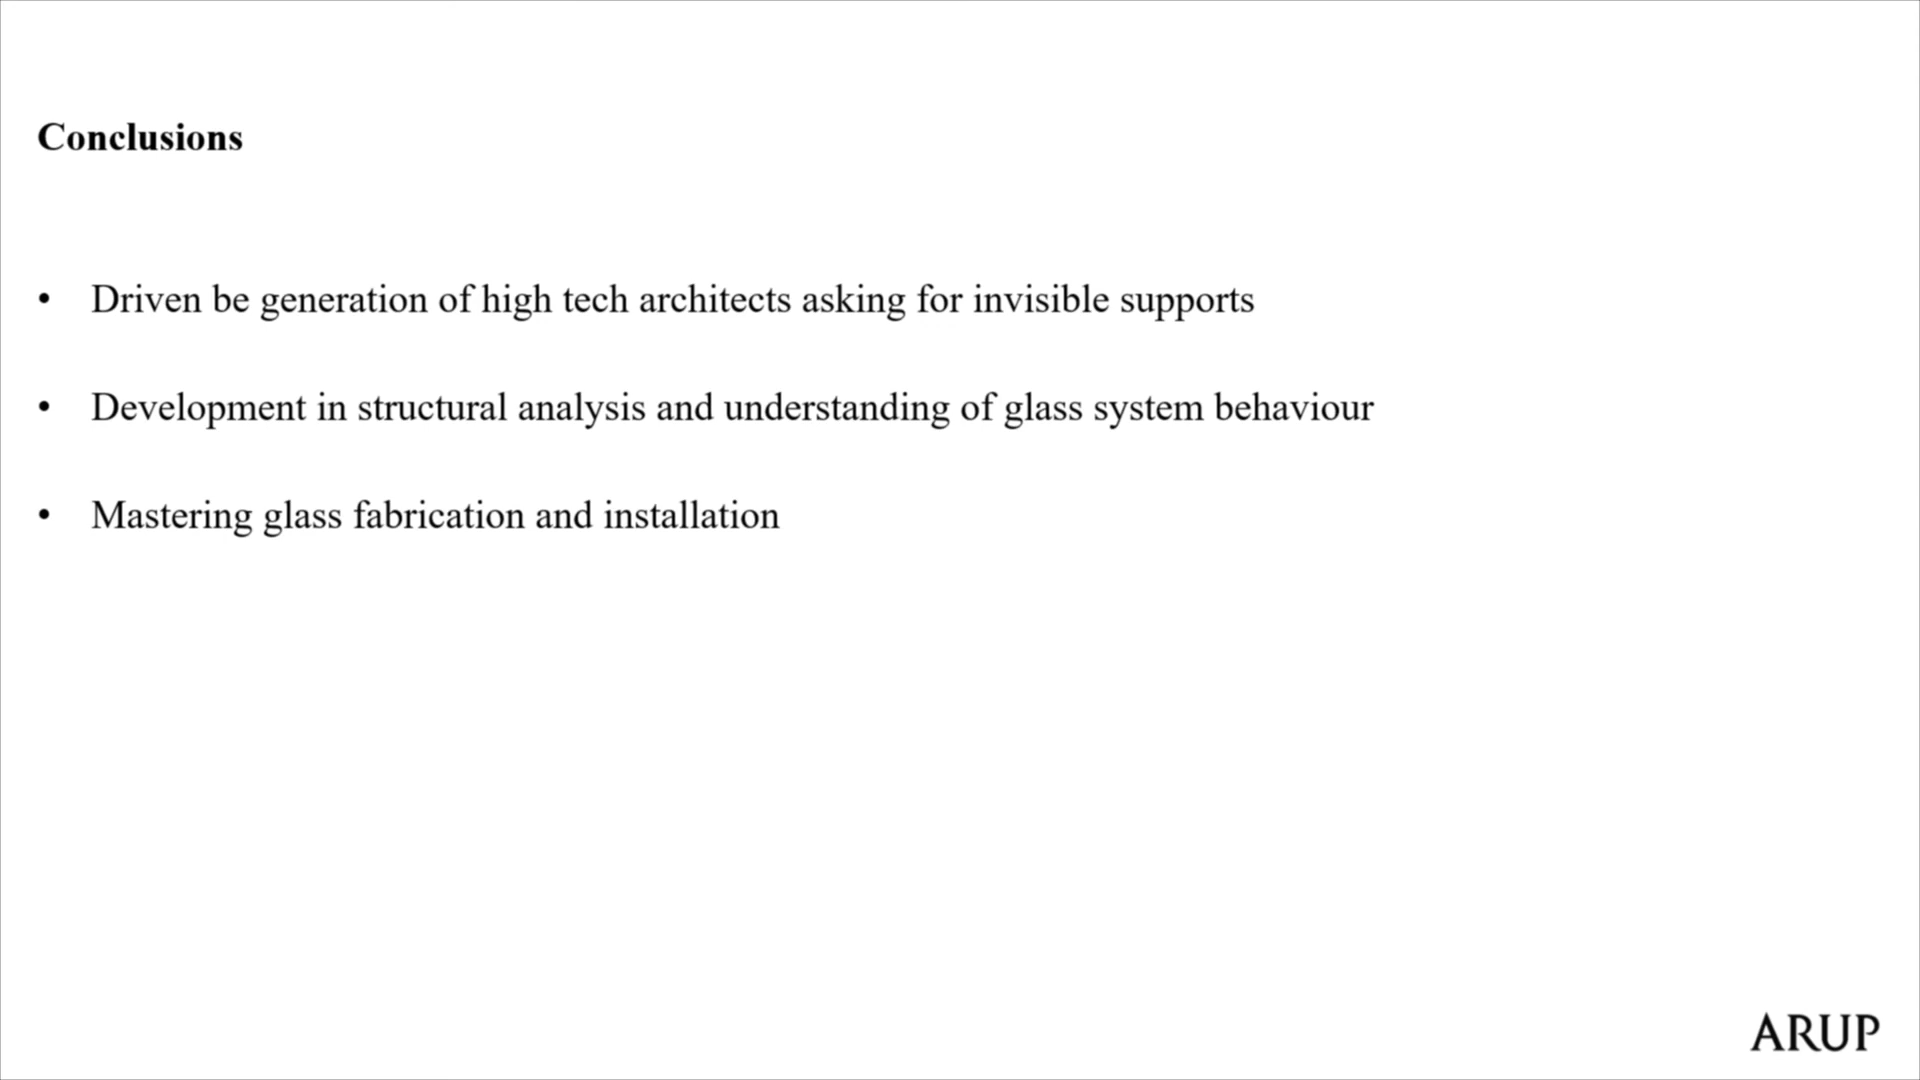 Conclusions
• Driven be generation of high tech architects asking for invisible supports
• Development in structural analysis and understanding of glass system behaviour
• Mastering glass fabrication and installation
ARUP